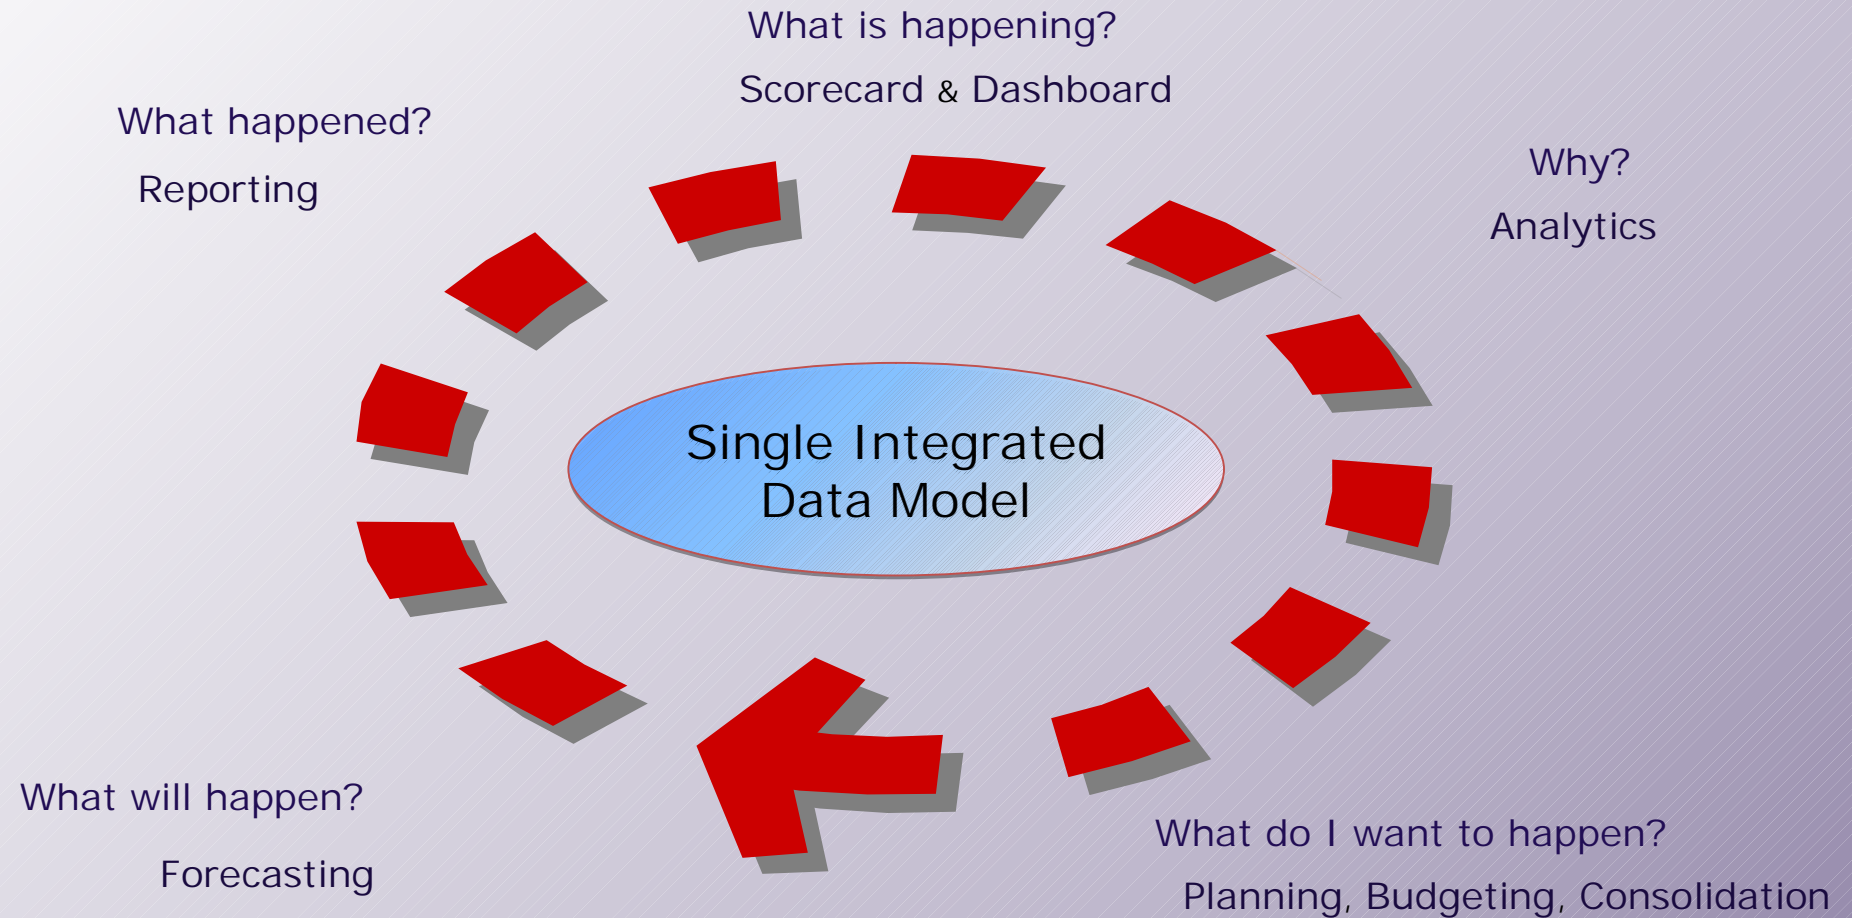 What is happening?
Scorecard & Dashboard
What happened?
Reporting
Why?
Analytics
Single Integrated
Data Model
What will happen?
Forecasting
What do I want to happen?
Planning, Budgeting, Consolidation